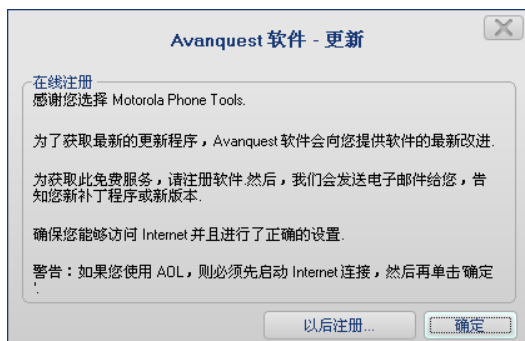 Avanquest 软件 - 更新
在线注册
感谢您选择 Motorola Phone Tools.
为了获取最新的更新程序，Avanquest 软件会向您提供软件的最新改进.
为获取此免费服务，请注册软件.然后，我们会发送电子邮件给您，告
知您新补丁程序或新版本.
确保您能够访问 Internet 并且进行了正确的设置.
警告：如果您使用 AOL，则必须先启动 Internet 连接，然后再单击'确定
'.
以后注册...
确定